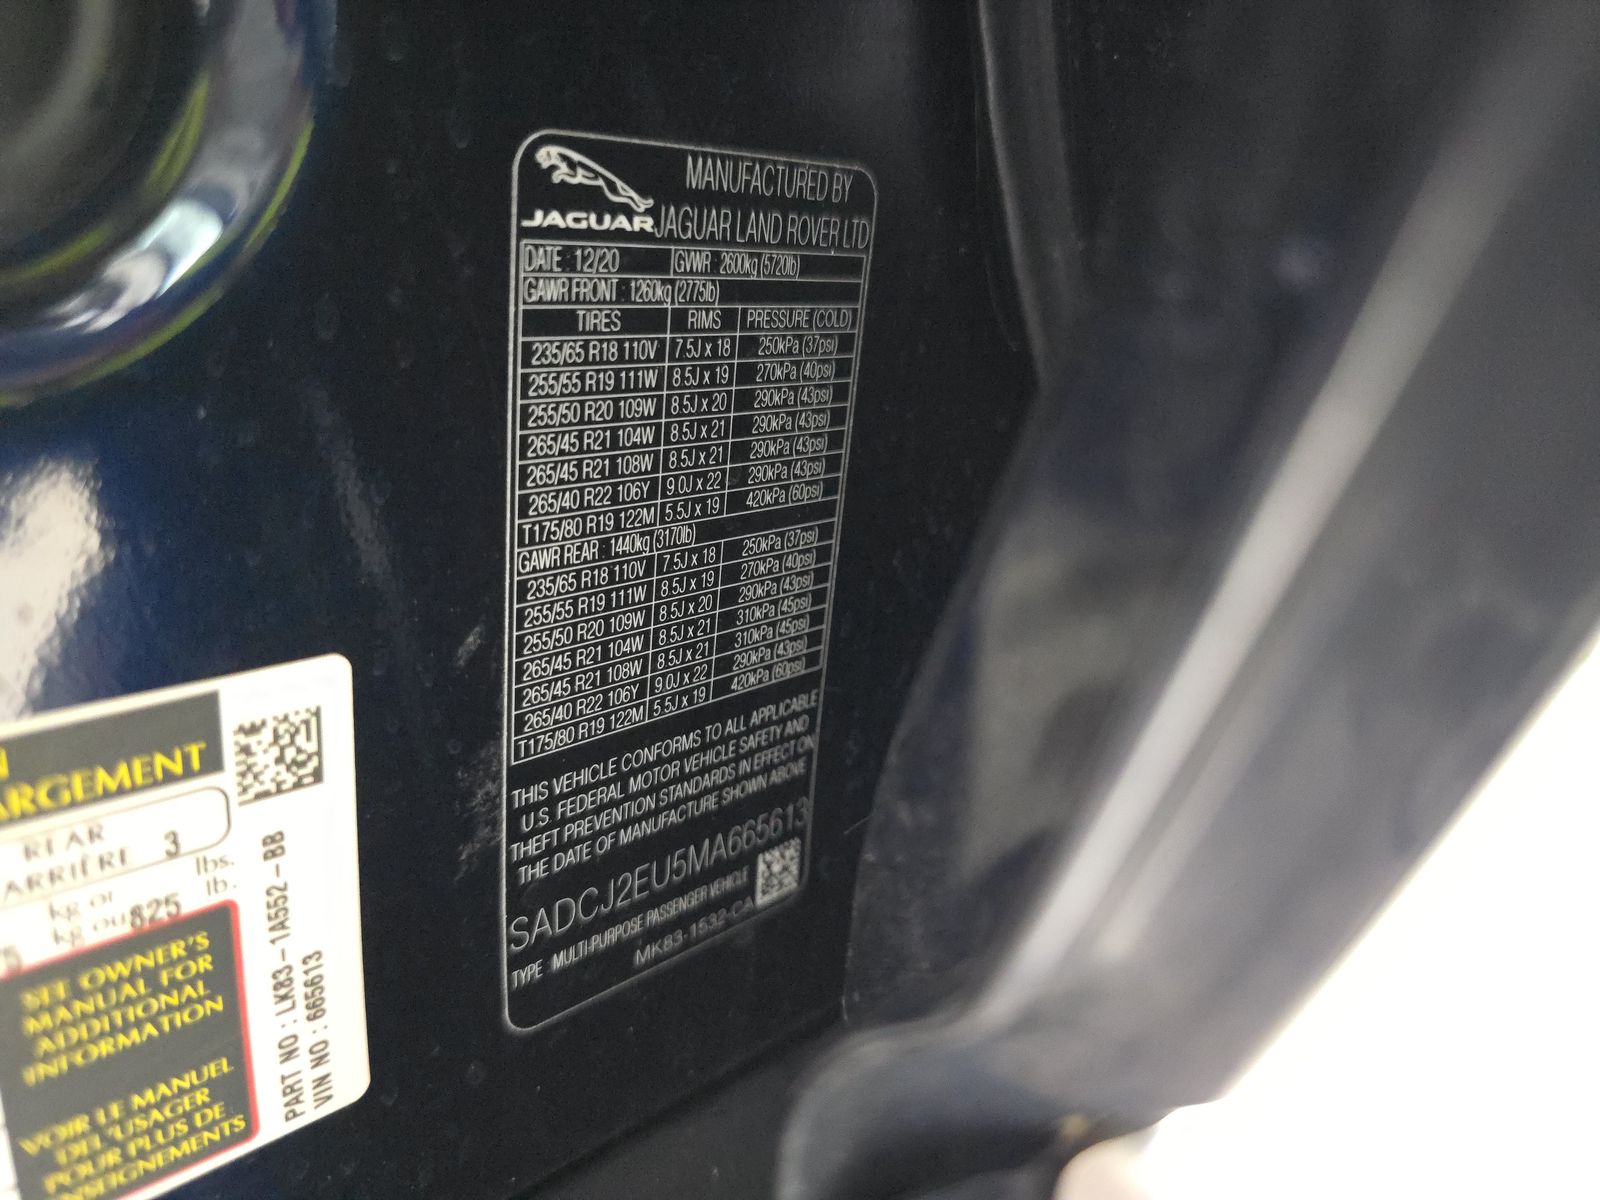 JAGUAR
MANUFACTURED BY
JAGUAR LAND ROVER LTD
DATE : 12/20 GVWR : 2600kg (5720lb)
GAWR FRONT : 1260kg (2775lb)
TIRES RIMS PRESSURE (COLD)
235/65 R18 110V 7.5J x 18 250kPa (37psi)
255/55 R19 111W 8.5J x 19 270kPa (40psi)
255/50 R20 109W 8.5J x 20 290kPa (43psi)
265/45 R21 104W 8.5J x 21 290kPa (43psi)
265/45 R21 108W 8.5J x 21 290kPa (43psi)
265/40 R22 106Y 9.0J x 22 290kPa (43psi)
T175/80 R19 122M 5.5J x 19 420kPa (60psi)
GAWR REAR : 1440kg (3170lb)
235/65 R18 110V 7.5J x 18 250kPa (37psi)
255/55 R19 111W 8.5J x 19 270kPa (40psi)
255/50 R20 109W 8.5J x 20 290kPa (43psi)
265/45 R21 104W 8.5J x 21 310kPa (45psi)
265/45 R21 108W 8.5J x 21 310kPa (45psi)
265/40 R22 106Y 9.0J x 22 290kPa (43psi)
T175/80 R19 122M 5.5J x 19 420kPa (60psi)
THIS VEHICLE CONFORMS TO ALL APPLICABLE
U.S. FEDERAL MOTOR VEHICLE SAFETY AND
THEFT PREVENTION STANDARDS IN EFFECT ON
THE DATE OF MANUFACTURE SHOWN ABOVE
SADCJ2EU5MA665613
TYPE MULTI-PURPOSE PASSENGER VEHICLE
MK83-1532-CA
ARGEMENT
REAR
ARRIÈRE 3
lbs.
kg or lb.
kg ou 825
SEE OWNER'S
MANUAL FOR
ADDITIONAL
INFORMATION
VOIR LE MANUEL
DE L'USAGER
POUR PLUS DE
NSEIGNEMENTS
PART NO : LK83-1A552-BB
VIN NO : 665613